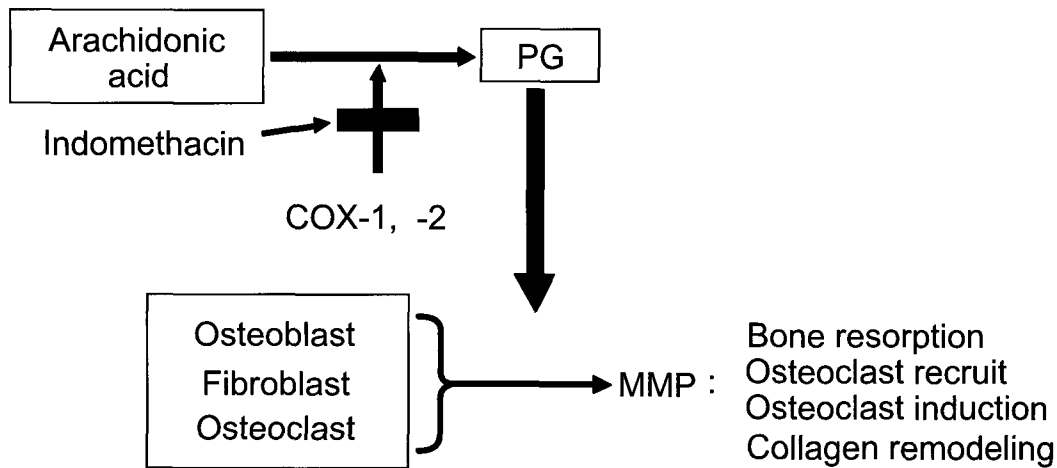 Arachidonic
acid
PG
Indomethacin
COX-1, -2
Osteoblast
Fibroblast
Osteoclast
MMP :
Bone resorption
Osteoclast recruit
Osteoclast induction
Collagen remodeling